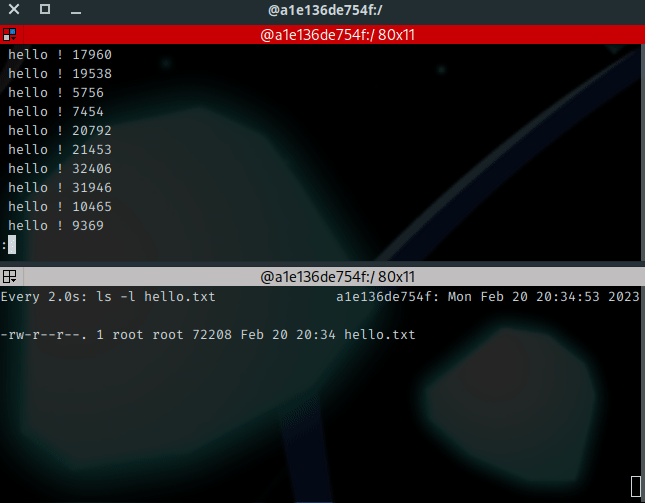 @a1e136de754f:/
@a1e136de754f:/ 80x11
hello ! 17960
hello ! 19538
hello ! 5756
hello ! 7454
hello ! 20792
hello ! 21453
hello ! 32406
hello ! 31946
hello ! 10465
hello ! 9369
:
@a1e136de754f:/ 80x11
Every 2.0s: ls -l hello.txt a1e136de754f: Mon Feb 20 20:34:53 2023
-rw-r--r--. 1 root root 72208 Feb 20 20:34 hello.txt